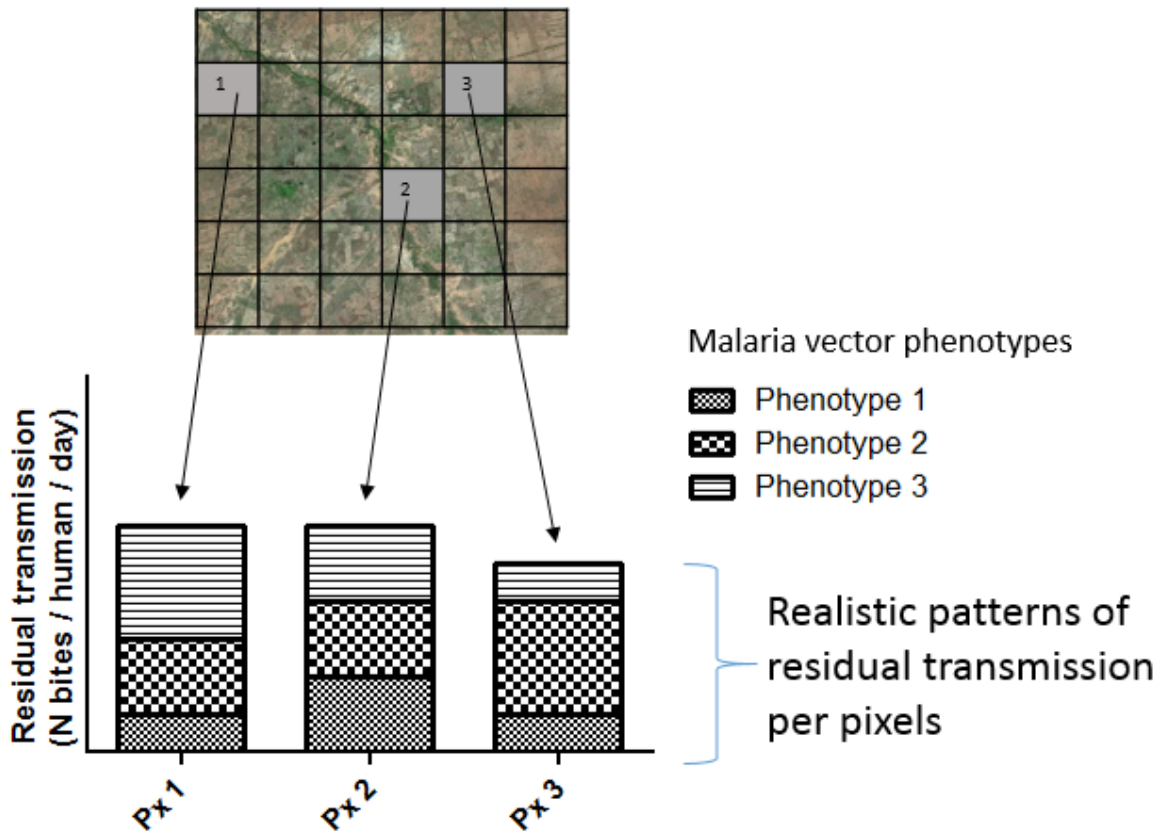 1
3
2
Malaria vector phenotypes
Phenotype 1
Phenotype 2
Phenotype 3
Residual transmission
(N bites / human / day)
Realistic patterns of
residual transmission
per pixels
Px 1
Px 2
Px 3